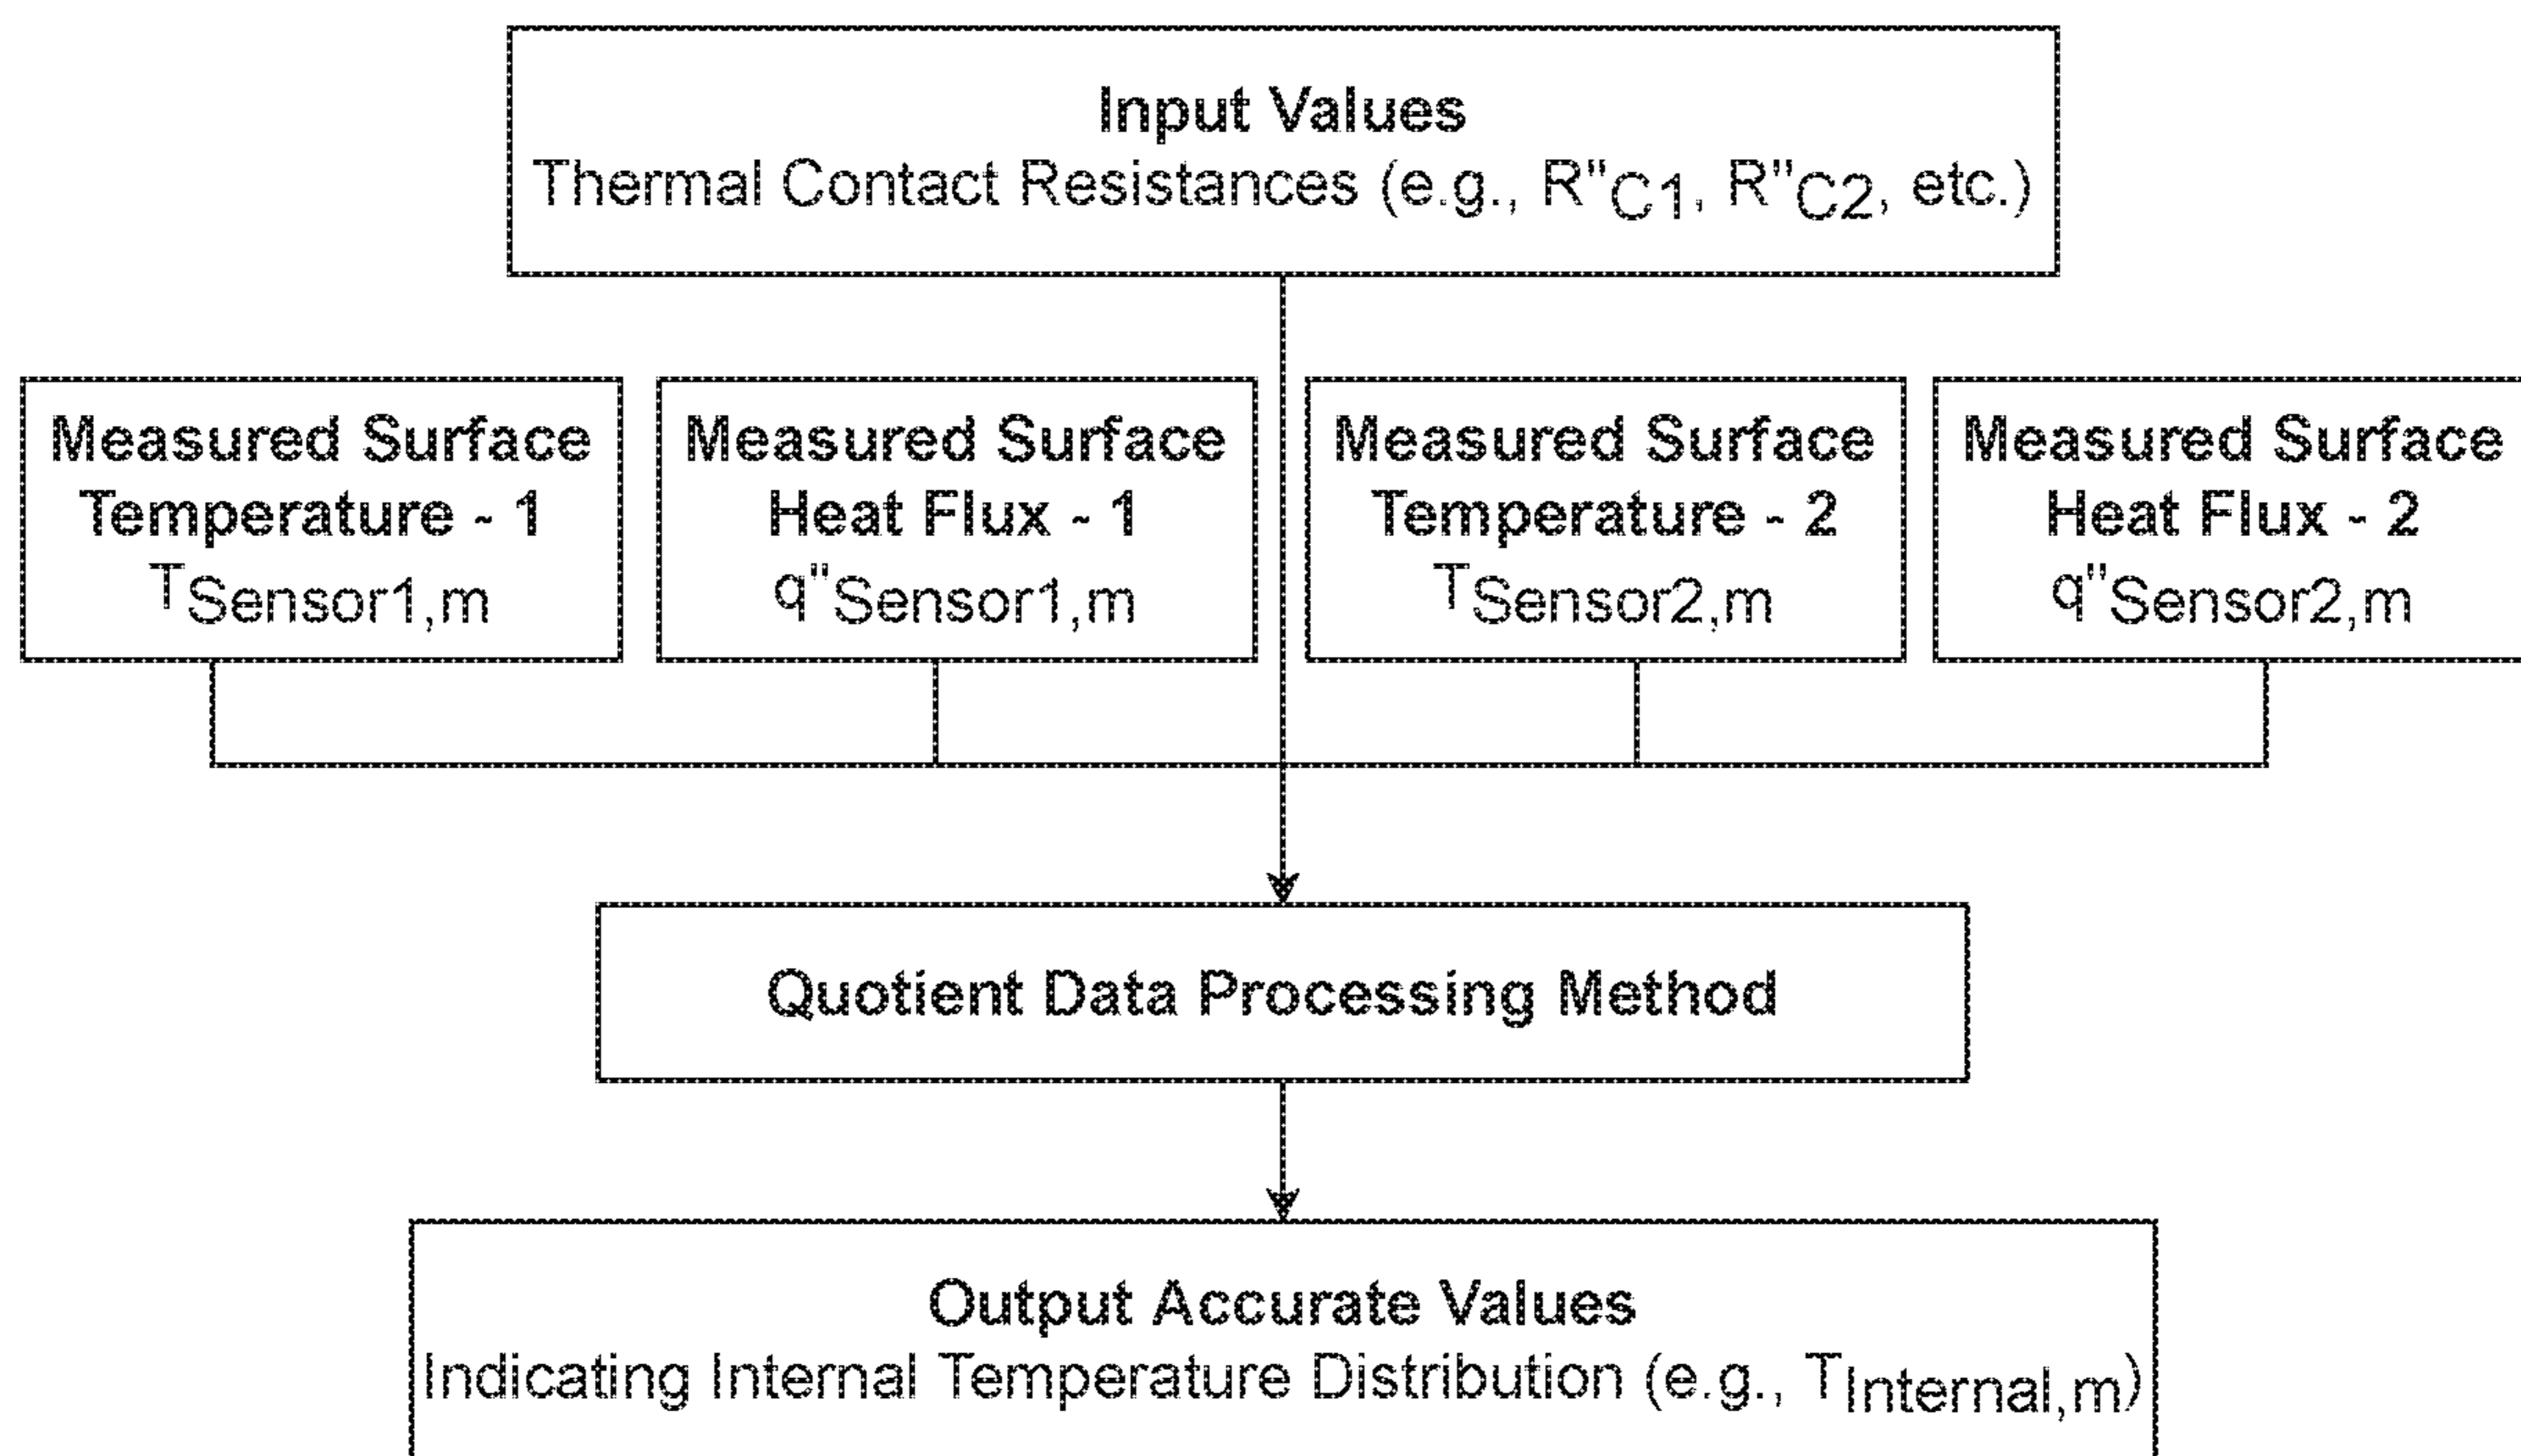 Input Values
Thermal Contact Resistances (e.g., R"C1, R"C2, etc.)
Measured Surface
Temperature - 1
TSensor1,m
Measured Surface
Heat Flux - 1
q"Sensor1,m
Measured Surface
Temperature - 2
TSensor2,m
Measured Surface
Heat Flux - 2
q"Sensor2,m
Quotient Data Processing Method
Output Accurate Values
Indicating Internal Temperature Distribution (e.g., TInternal,m)